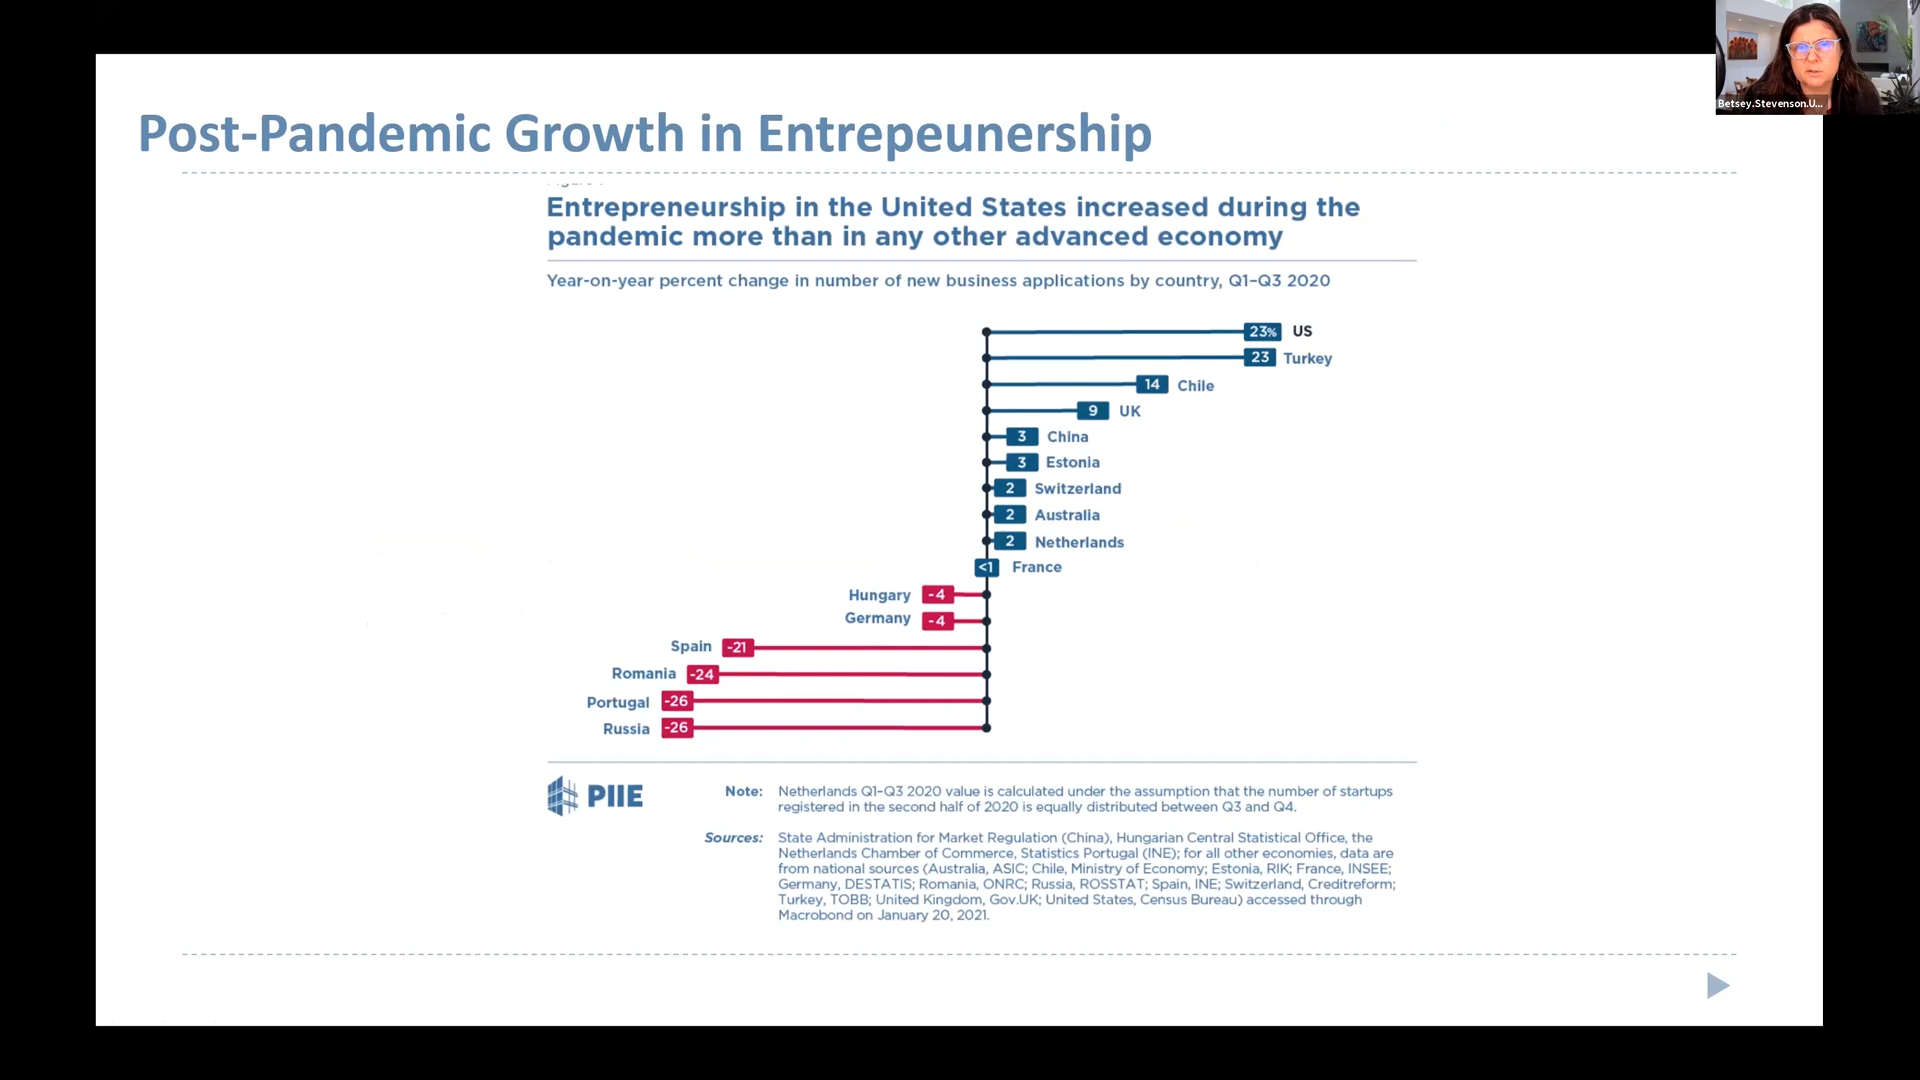 Betsey.Stevenson.U...
Post-Pandemic Growth in Entrepeunership
Entrepreneurship in the United States increased during the
pandemic more than in any other advanced economy
Year-on-year percent change in number of new business applications by country, Q1–Q3 2020
23% US
23 Turkey
14 Chile
9 UK
3 China
3 Estonia
2 Switzerland
2 Australia
2 Netherlands
<1 France
Hungary -4
Germany -4
Spain -21
Romania -24
Portugal -26
Russia -26
PIIE
Note: Netherlands Q1–Q3 2020 value is calculated under the assumption that the number of startups
registered in the second half of 2020 is equally distributed between Q3 and Q4.
Sources: State Administration for Market Regulation (China), Hungarian Central Statistical Office, the
Netherlands Chamber of Commerce, Statistics Portugal (INE); for all other economies, data are
from national sources (Australia, ASIC; Chile, Ministry of Economy; Estonia, RIK; France, INSEE;
Germany, DESTATIS; Romania, ONRC; Russia, ROSSTAT; Spain, INE; Switzerland, Creditreform;
Turkey, TOBB; United Kingdom, Gov.UK; United States, Census Bureau) accessed through
Macrobond on January 20, 2021.